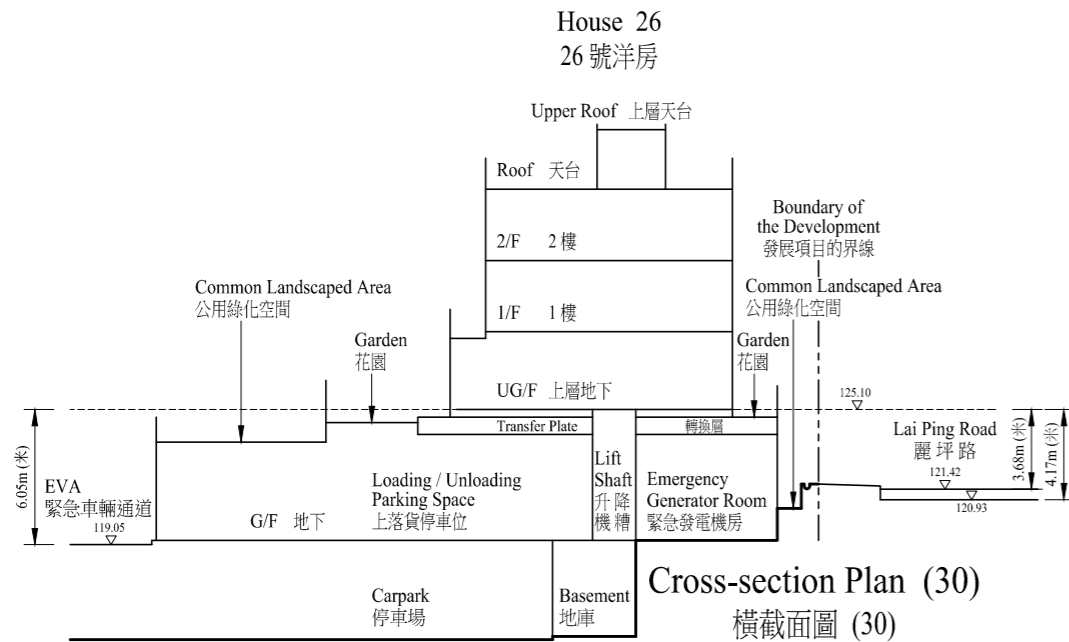 House 26
26 號洋房
Upper Roof 上層天台
Roof 天台
Boundary of
the Development
發展項目的界線
2/F 2 樓
Common Landscaped Area
公用綠化空間
Common Landscaped Area
公用綠化空間
1/F 1 樓
Garden
花園
Garden
花園
UG/F 上層地下
125.10
Transfer Plate 轉換層
Lai Ping Road
麗坪路
6.05m (米)
3.68m (米)
4.17m (米)
EVA
緊急車輛通道
119.05
Loading / Unloading
Parking Space
上落貨停車位
Lift
Shaft
升降
機槽
Emergency
Generator Room
緊急發電機房
121.42
120.93
G/F 地下
Carpark
停車場
Basement
地庫
Cross-section Plan (30)
橫截面圖 (30)